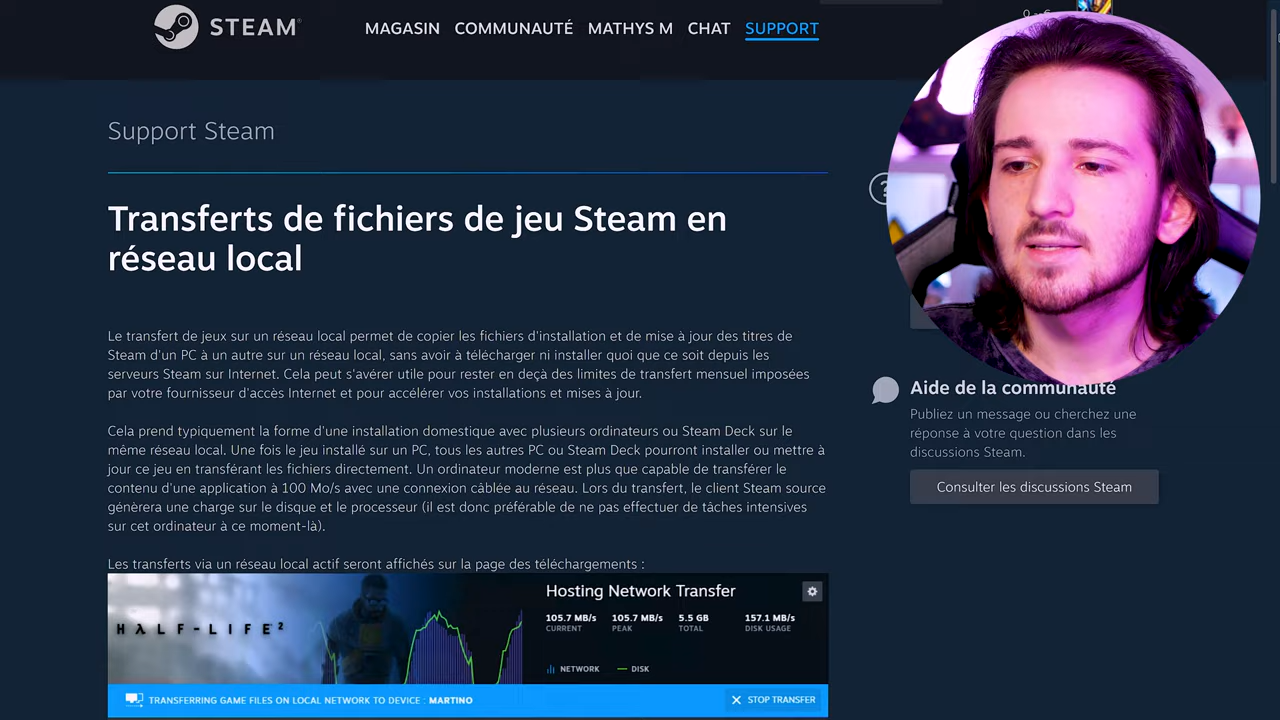 STEAM®
MAGASIN COMMUNAUTÉ MATHYS M CHAT SUPPORT
Support Steam
Transferts de fichiers de jeu Steam en
réseau local
Le transfert de jeux sur un réseau local permet de copier les fichiers d'installation et de mise à jour des titres de
Steam d'un PC à un autre sur un réseau local, sans avoir à télécharger ni installer quoi que ce soit depuis les
serveurs Steam sur Internet. Cela peut s'avérer utile pour rester en deçà des limites de transfert mensuel imposées
par votre fournisseur d'accès Internet et pour accélérer vos installations et mises à jour.
Cela prend typiquement la forme d'une installation domestique avec plusieurs ordinateurs ou Steam Deck sur le
même réseau local. Une fois le jeu installé sur un PC, tous les autres PC ou Steam Deck pourront installer ou mettre à
jour ce jeu en transférant les fichiers directement. Un ordinateur moderne est plus que capable de transférer le
contenu d'une application à 100 Mo/s avec une connexion câblée au réseau. Lors du transfert, le client Steam source
génèrera une charge sur le disque et le processeur (il est donc préférable de ne pas effectuer de tâches intensives
sur cet ordinateur à ce moment-là).
Les transferts via un réseau local actif seront affichés sur la page des téléchargements :
HλLF-LIFE²
Hosting Network Transfer
105.7 MB/s 105.7 MB/s 5.5 GB 157.1 MB/s
CURRENT PEAK TOTAL DISK USAGE
NETWORK DISK
TRANSFERRING GAME FILES ON LOCAL NETWORK TO DEVICE : MARTINO
STOP TRANSFER
Aide de la communauté
Publiez un message ou cherchez une
réponse à votre question dans les
discussions Steam.
Consulter les discussions Steam